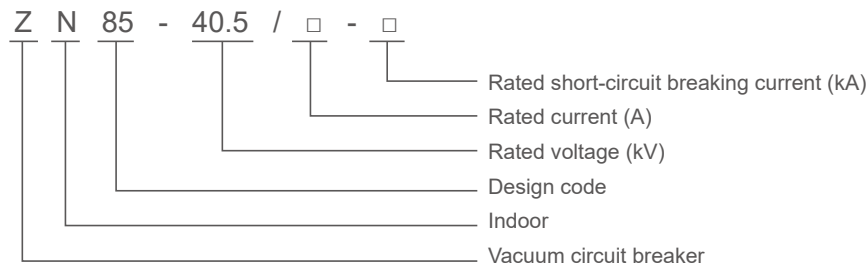 Z N 85 - 40.5 / □ - □
Rated short-circuit breaking current (kA)
Rated current (A)
Rated voltage (kV)
Design code
Indoor
Vacuum circuit breaker